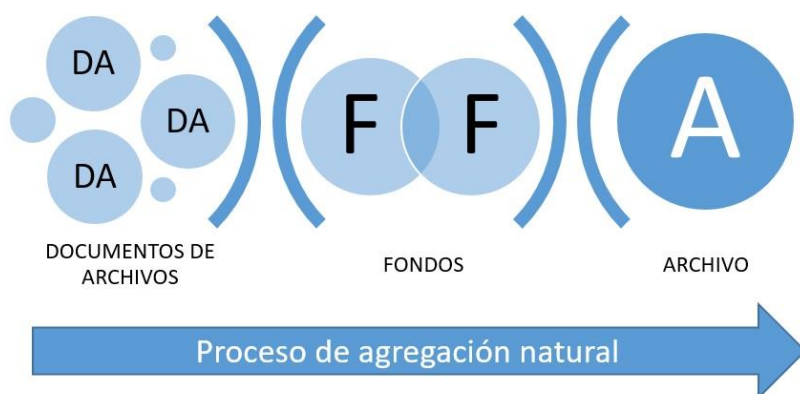 DA
DA
DA
F F
A
DOCUMENTOS DE
ARCHIVOS
FONDOS
ARCHIVO
Proceso de agregación natural